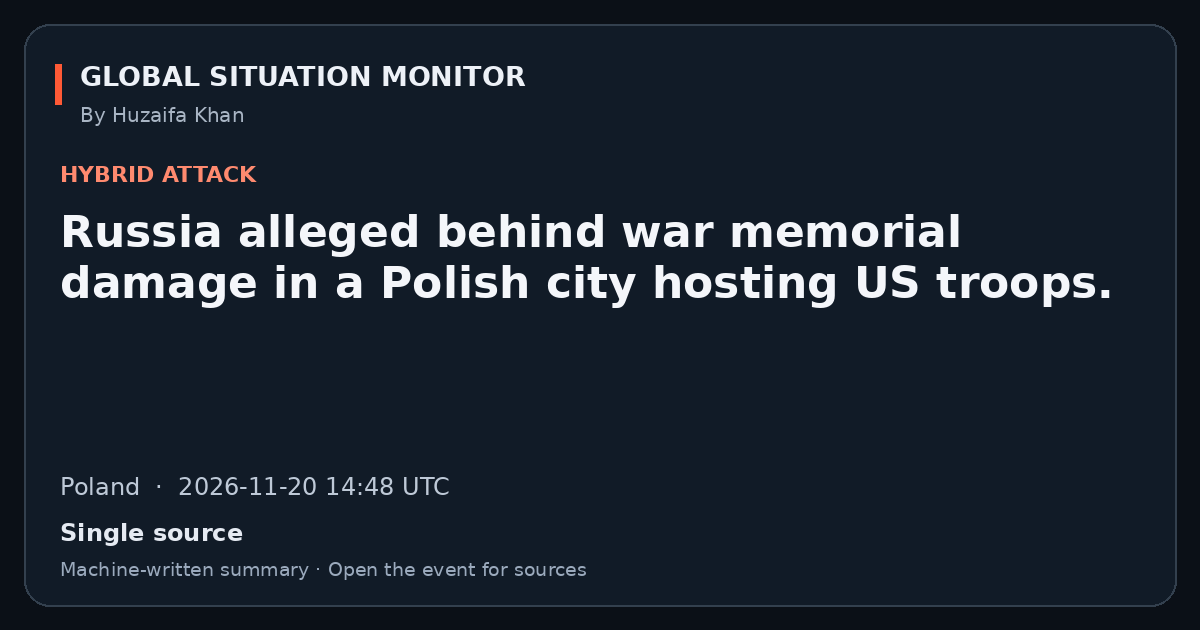 GLOBAL SITUATION MONITOR
By Huzaifa Khan
HYBRID ATTACK
Russia alleged behind war memorial
damage in a Polish city hosting US troops.
Poland · 2026-11-20 14:48 UTC
Single source
Machine-written summary · Open the event for sources